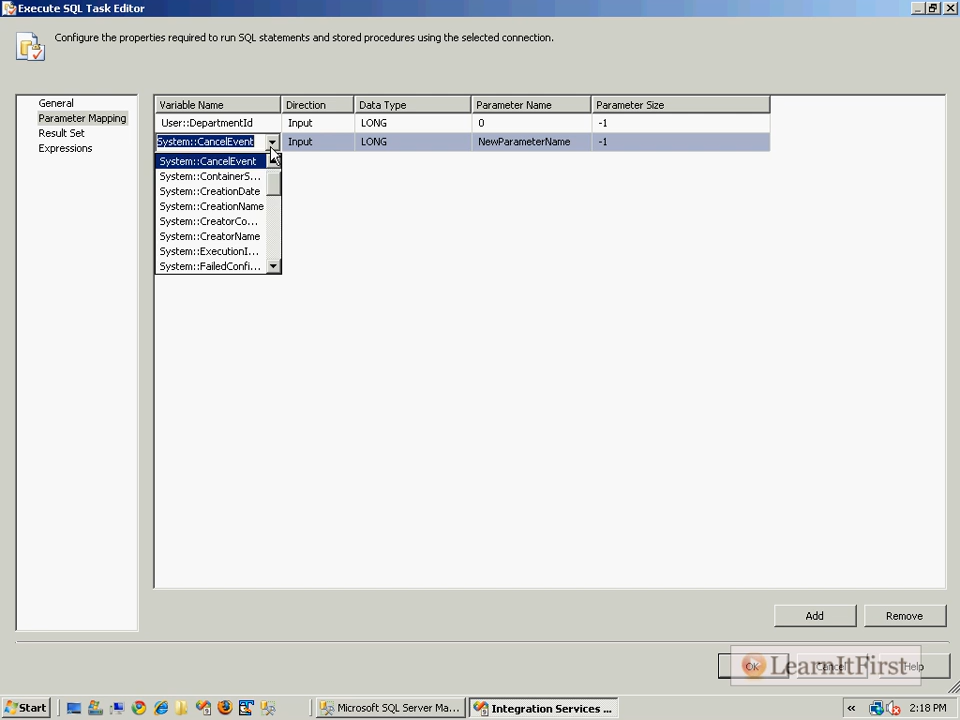 Execute SQL Task Editor
Configure the properties required to run SQL statements and stored procedures using the selected connection.
General
Parameter Mapping
Result Set
Expressions
Variable Name Direction Data Type Parameter Name Parameter Size
User::DepartmentId Input LONG 0 -1
System::CancelEvent Input LONG NewParameterName -1
System::CancelEvent
System::ContainerS...
System::CreationDate
System::CreationName
System::CreatorCo...
System::CreatorName
System::ExecutionI...
System::FailedConfi...
Add Remove
OK Cancel Help
LearnItFirst
Start Microsoft SQL Server Ma... Integration Services ... « 2:18 PM